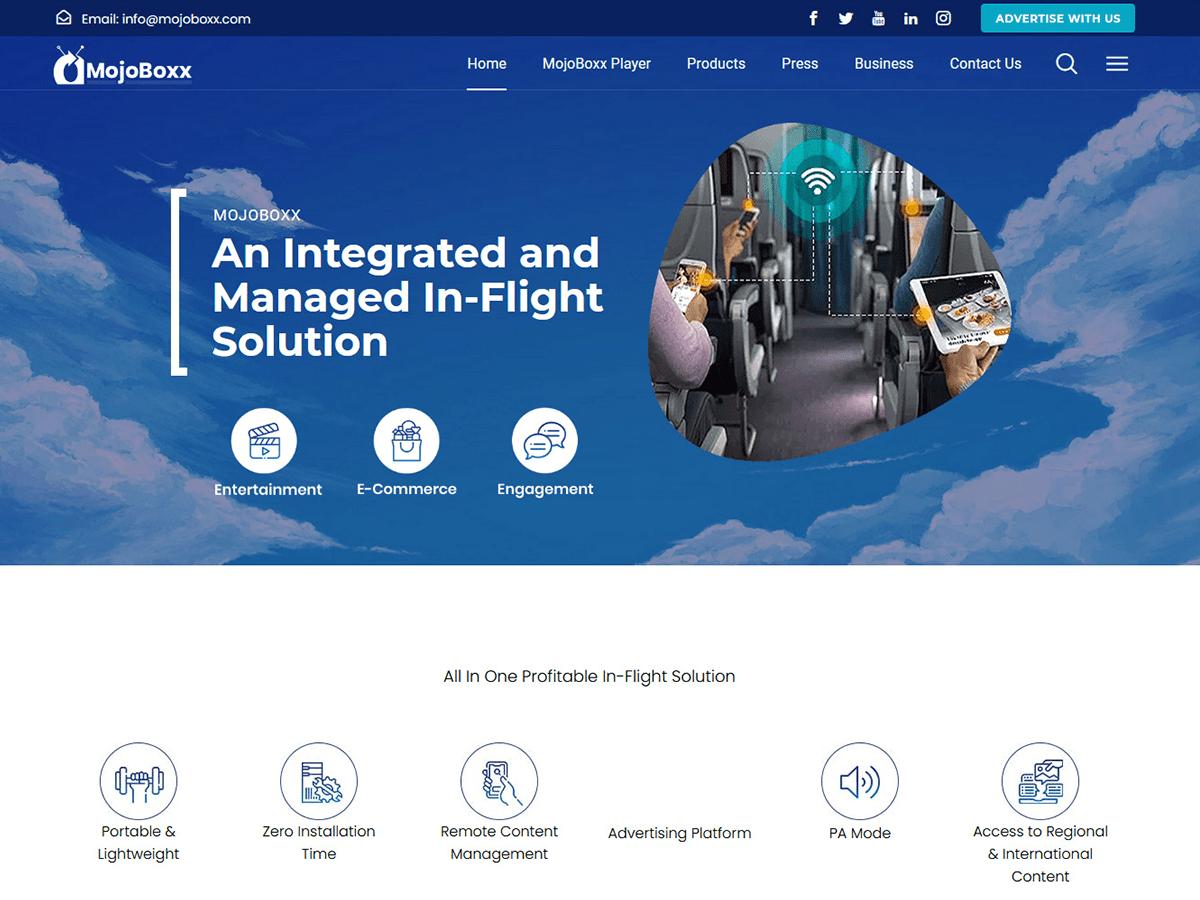 Email: info@mojoboxx.com
ADVERTISE WITH US
MojoBoxx
Home
MojoBoxx Player
Products
Press
Business
Contact Us
MOJOBOXX
An Integrated and
Managed In-Flight
Solution
Entertainment
E-Commerce
Engagement
All In One Profitable In-Flight Solution
Portable &
Lightweight
Zero Installation
Time
Remote Content
Management
Advertising Platform
PA Mode
Access to Regional
& International
Content